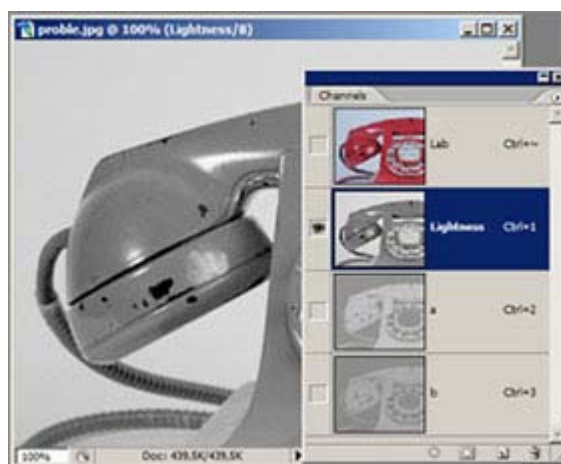 proble.jpg @ 100% (Lightness/8)
Channels
Lab Ctrl+~
Lightness Ctrl+1
a Ctrl+2
b Ctrl+3
100% Doc: 439.5K/439.5K